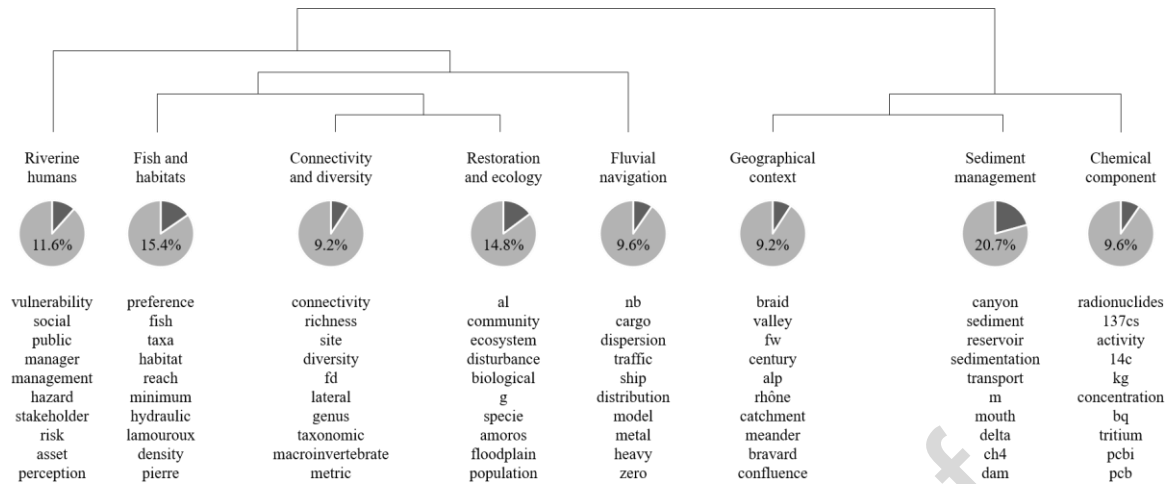 Riverine humans
11.6%
vulnerability
social
public
manager
management
hazard
stakeholder
risk
asset
perception
Fish and habitats
15.4%
preference
fish
taxa
habitat
reach
minimum
hydraulic
lamouroux
density
pierre
Connectivity and diversity
9.2%
connectivity
richness
site
diversity
fd
lateral
genus
taxonomic
macroinvertebrate
metric
Restoration and ecology
14.8%
al
community
ecosystem
disturbance
biological
g
specie
amoros
floodplain
population
Fluvial navigation
9.6%
nb
cargo
dispersion
traffic
ship
distribution
model
metal
heavy
zero
Geographical context
9.2%
braid
valley
fw
century
alp
rhône
catchment
meander
bravard
confluence
Sediment management
20.7%
canyon
sediment
reservoir
sedimentation
transport
m
mouth
delta
ch4
dam
Chemical component
9.6%
radionuclides
137cs
activity
14c
kg
concentration
bq
tritium
pcbi
pcb
f